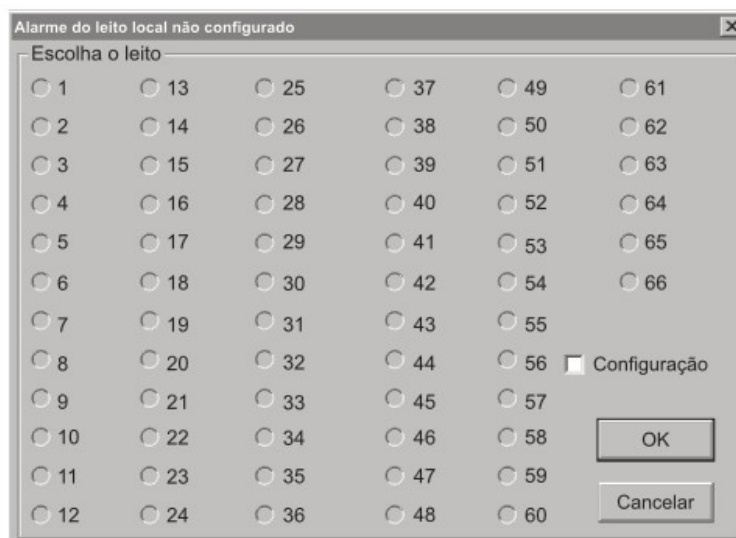 Alarme do leito local não configurado
Escolha o leito
1 13 25 37 49 61
2 14 26 38 50 62
3 15 27 39 51 63
4 16 28 40 52 64
5 17 29 41 53 65
6 18 30 42 54 66
7 19 31 43 55
8 20 32 44 56 Configuração
9 21 33 45 57
10 22 34 46 58 OK
11 23 35 47 59
Cancelar
12 24 36 48 60